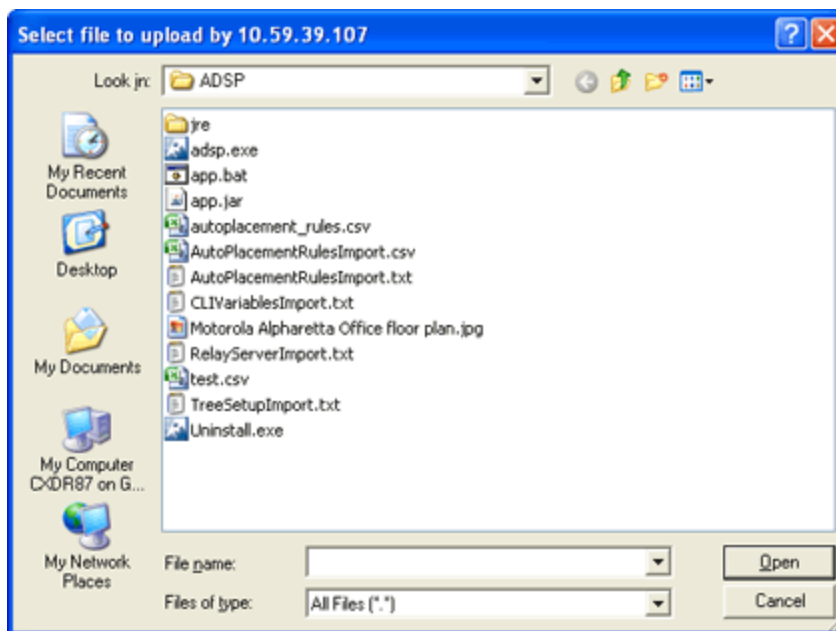 Select file to upload by 10.59.39.107
Look in:
ADSP
My Recent
Documents
Desktop
My Documents
My Computer
CXDR87 on G...
My Network
Places
jre
adsp.exe
app.bat
app.jar
autoplacement_rules.csv
AutoPlacementRulesImport.csv
AutoPlacementRulesImport.txt
CLIVariablesImport.txt
Motorola Alpharetta Office floor plan.jpg
RelayServerImport.txt
test.csv
TreeSetupImport.txt
Uninstall.exe
File name:
Open
Files of type:
All Files (*.*)
Cancel